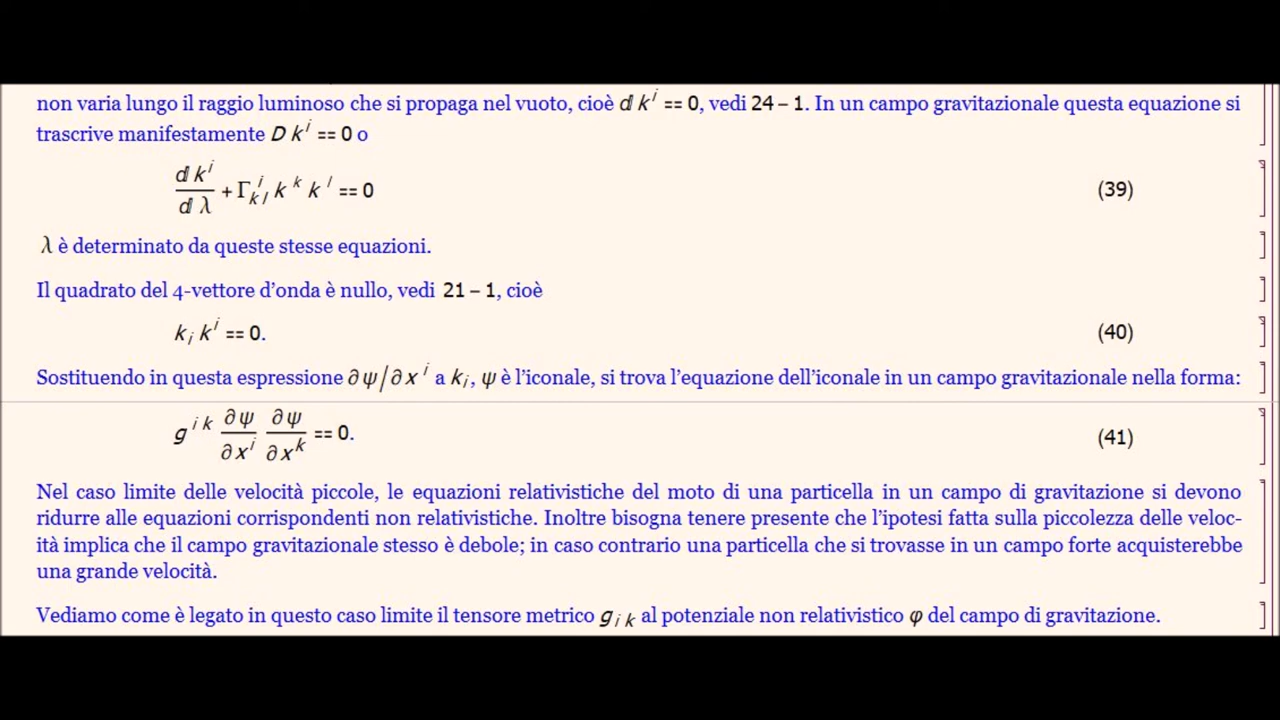 non varia lungo il raggio luminoso che si propaga nel vuoto, cioè ⅆ k^i == 0, vedi 24 – 1. In un campo gravitazionale questa equazione si
trascrive manifestamente D k^i == 0 o
ⅆ k^i / ⅆ λ + Γ_{k l}^i k^k k^l == 0 (39)
λ è determinato da queste stesse equazioni.
Il quadrato del 4-vettore d'onda è nullo, vedi 21 – 1, cioè
k_i k^i == 0. (40)
Sostituendo in questa espressione ∂ψ/∂x^i a k_i, ψ è l'iconale, si trova l'equazione dell'iconale in un campo gravitazionale nella forma:
g^{i k} ∂ψ/∂x^i ∂ψ/∂x^k == 0. (41)
Nel caso limite delle velocità piccole, le equazioni relativistiche del moto di una particella in un campo di gravitazione si devono
ridurre alle equazioni corrispondenti non relativistiche. Inoltre bisogna tenere presente che l'ipotesi fatta sulla piccolezza delle veloc-
ità implica che il campo gravitazionale stesso è debole; in caso contrario una particella che si trovasse in un campo forte acquisterebbe
una grande velocità.
Vediamo come è legato in questo caso limite il tensore metrico g_{i k} al potenziale non relativistico φ del campo di gravitazione.